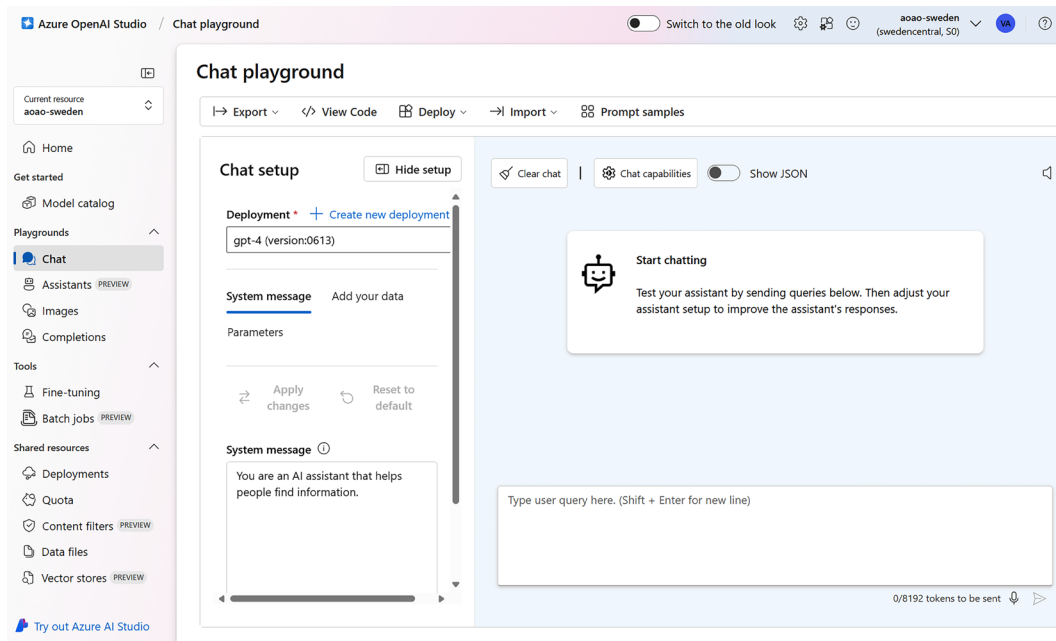 Azure OpenAI Studio / Chat playground
Switch to the old look
aoao-sweden
(swedencentral, S0)
VA
Current resource
aoao-sweden
Home
Get started
Model catalog
Playgrounds
Chat
Assistants PREVIEW
Images
Completions
Tools
Fine-tuning
Batch jobs PREVIEW
Shared resources
Deployments
Quota
Content filters PREVIEW
Data files
Vector stores PREVIEW
Try out Azure AI Studio
Chat playground
Export
</> View Code
Deploy
Import
Prompt samples
Chat setup
Hide setup
Deployment * + Create new deployment
gpt-4 (version:0613)
System message
Add your data
Parameters
Apply
changes
Reset to
default
System message
You are an AI assistant that helps
people find information.
Clear chat
|
Chat capabilities
Show JSON
Start chatting
Test your assistant by sending queries below. Then adjust your
assistant setup to improve the assistant's responses.
Type user query here. (Shift + Enter for new line)
0/8192 tokens to be sent